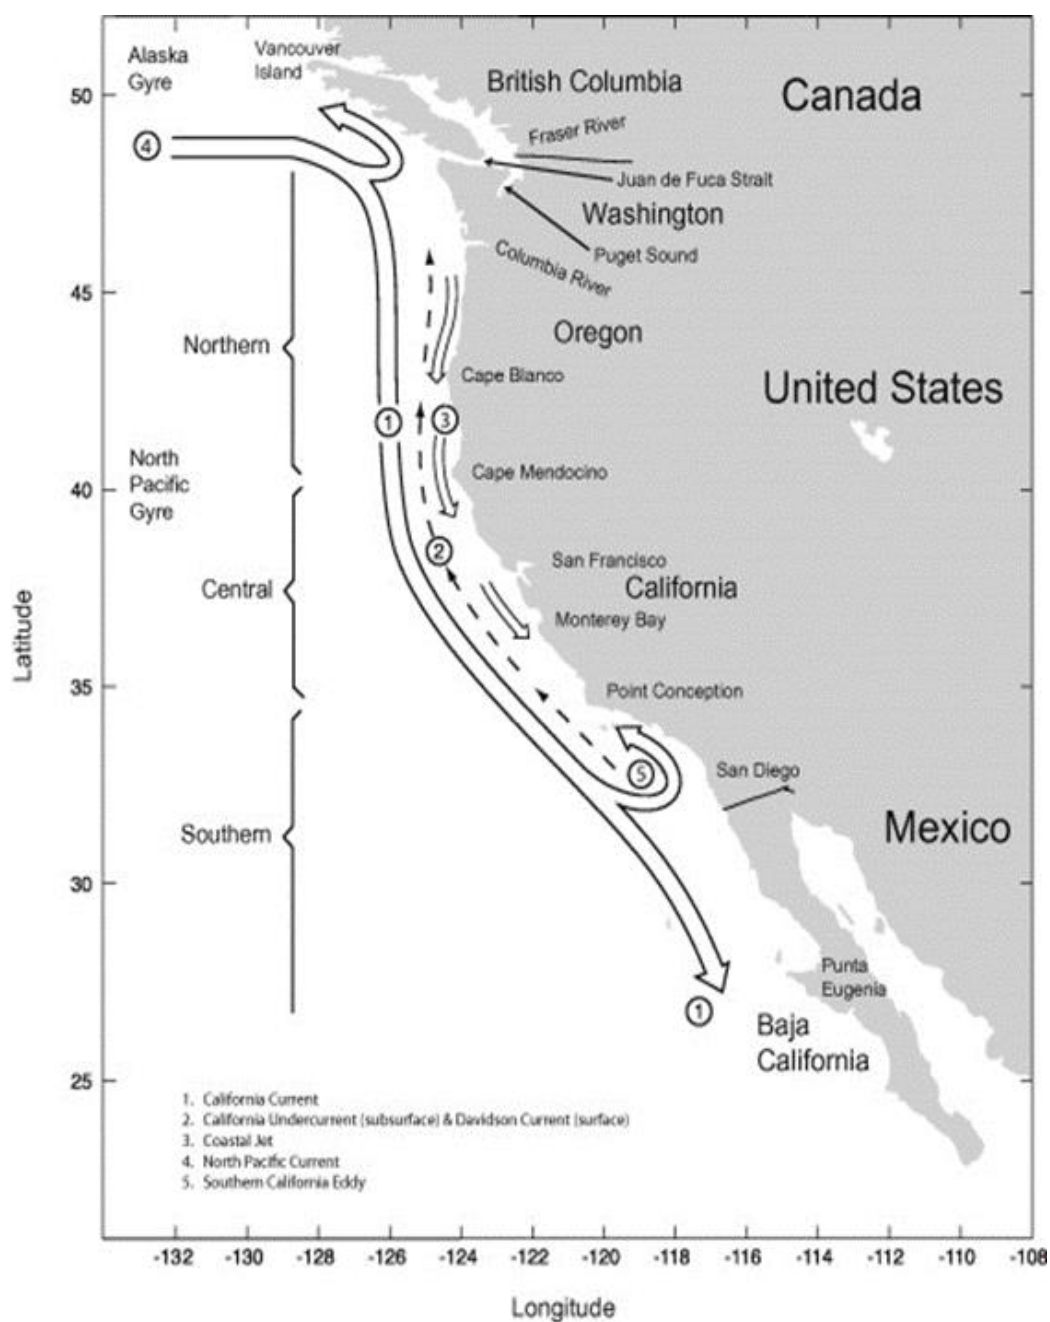 Alaska
Gyre
Vancouver
Island
British Columbia
Canada
50
4
Fraser River
Juan de Fuca Strait
Washington
Puget Sound
Columbia River
45
Oregon
Northern
Cape Blanco
United States
1
3
North
Pacific
Gyre
Cape Mendocino
40
2
San Francisco
California
Central
Monterey Bay
Latitude
35
Point Conception
5
San Diego
Southern
Mexico
30
Punta
Eugenia
1
Baja
California
25
1. California Current
2. California Undercurrent (subsurface) & Davidson Current (surface)
3. Coastal Jet
4. North Pacific Current
5. Southern California Eddy
-132 -130 -128 -126 -124 -122 -120 -118 -116 -114 -112 -110 -108
Longitude